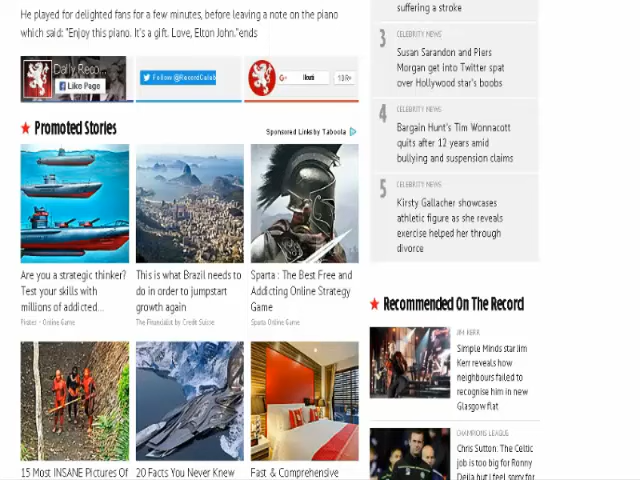 He played for delighted fans for a few minutes, before leaving a note on the piano
which said: "Enjoy this piano. It's a gift. Love, Elton John."ends
Daily Reco...
Like Page
Follow @RecordCeleb
G+
10k+
★ Promoted Stories
Sponsored Links by Taboola
Are you a strategic thinker?
Test your skills with
millions of addicted...
Pirates - Online Game
This is what Brazil needs to
do in order to jumpstart
growth again
The Financialist by Credit Suisse
Sparta : The Best Free and
Addicting Online Strategy
Game
Sparta Online Game
15 Most INSANE Pictures Of
20 Facts You Never Knew
Fast & Comprehensive
suffering a stroke
3
CELEBRITY NEWS
Susan Sarandon and Piers
Morgan get into Twitter spat
over Hollywood star's boobs
4
CELEBRITY NEWS
Bargain Hunt's Tim Wonnacott
quits after 12 years amid
bullying and suspension claims
5
CELEBRITY NEWS
Kirsty Gallacher showcases
athletic figure as she reveals
exercise helped her through
divorce
★ Recommended On The Record
JIM KERR
Simple Minds star Jim
Kerr reveals how
neighbours failed to
recognise him in new
Glasgow flat
CHAMPIONS LEAGUE
Chris Sutton: The Celtic
job is too big for Ronny
Deila but I feel sorry for